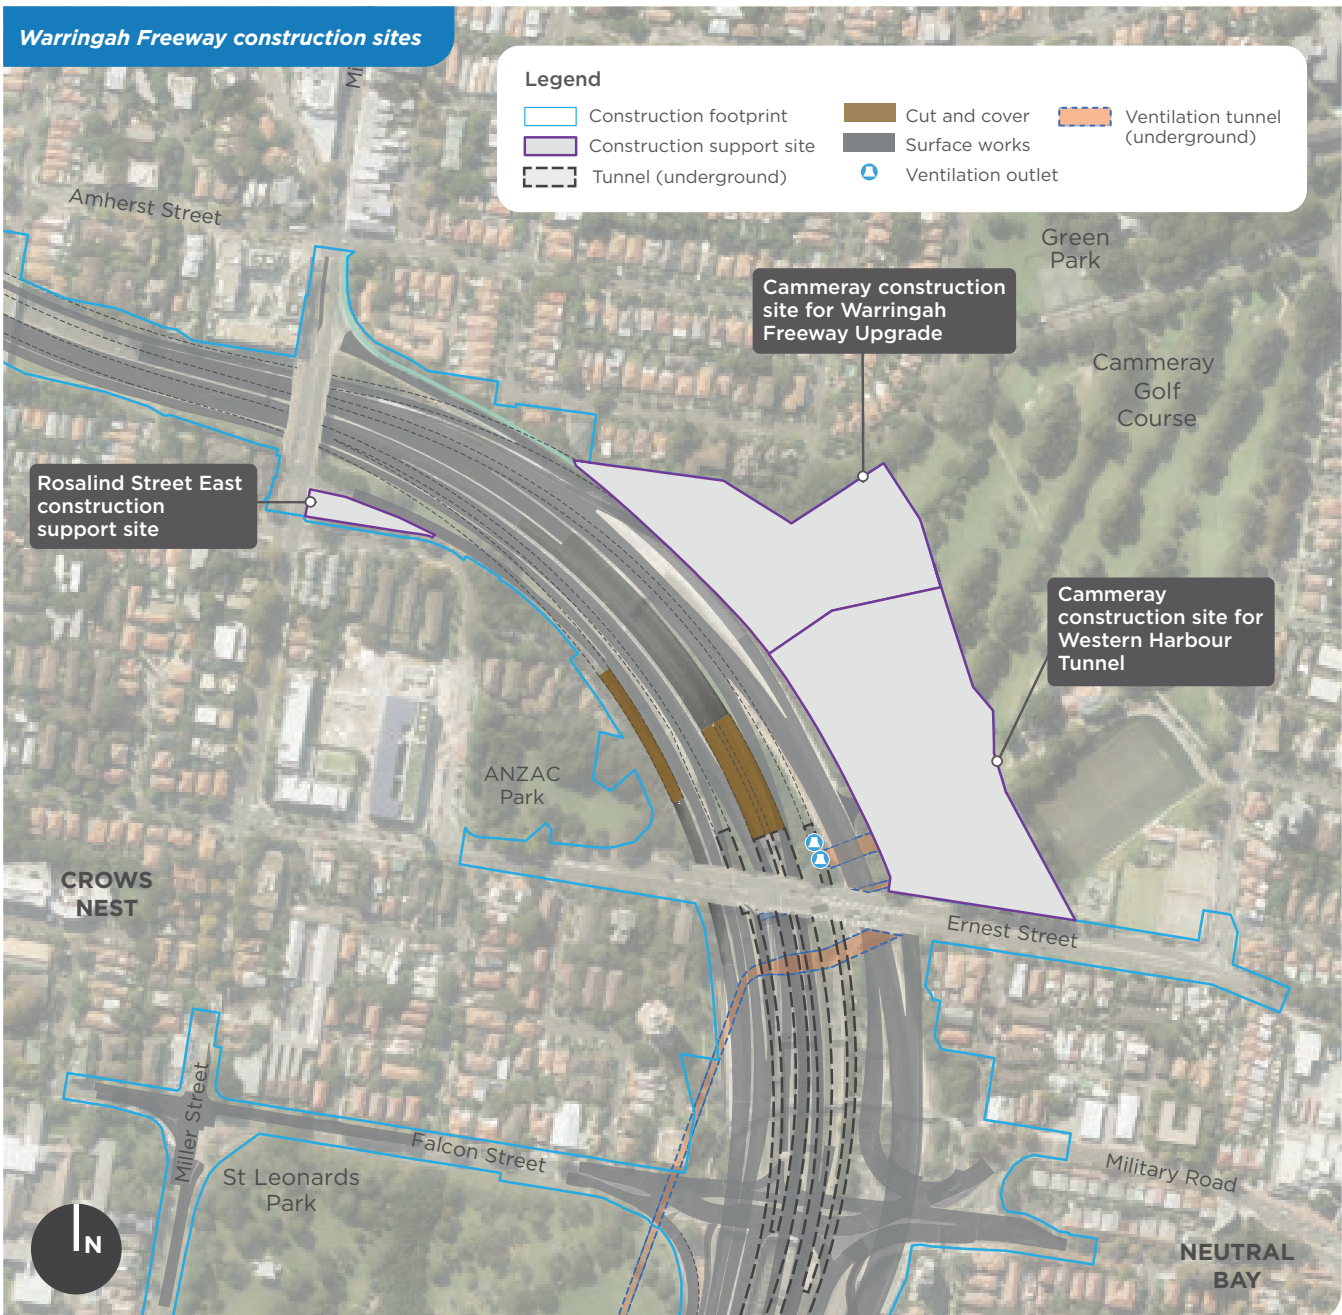 Warringah Freeway construction sites
Mi
Legend
Construction footprint
Construction support site
Tunnel (underground)
Cut and cover
Surface works
Ventilation outlet
Ventilation tunnel
(underground)
Amherst Street
Green
Park
Cammeray construction
site for Warringah
Freeway Upgrade
Cammeray
Golf
Course
Rosalind Street East
construction
support site
Cammeray
construction site for
Western Harbour
Tunnel
ANZAC
Park
CROWS
NEST
Ernest Street
Miller Street
Falcon Street
St Leonards
Park
Military Road
N
NEUTRAL
BAY